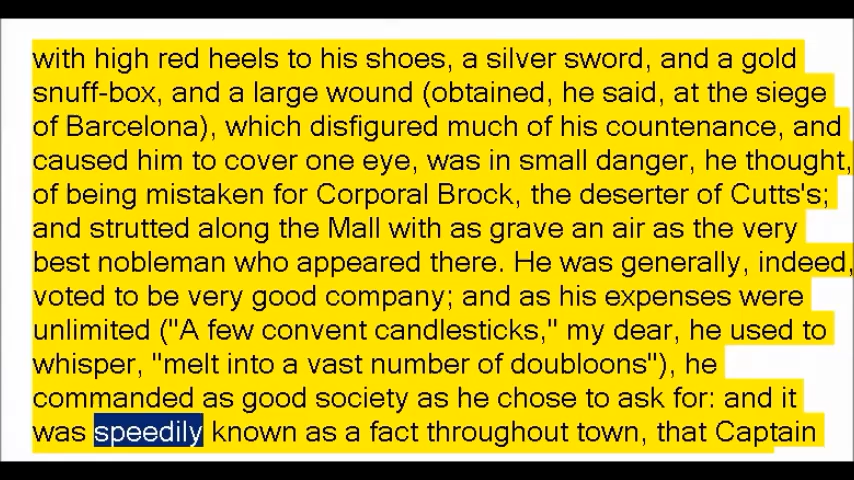 with high red heels to his shoes, a silver sword, and a gold
snuff-box, and a large wound (obtained, he said, at the siege
of Barcelona), which disfigured much of his countenance, and
caused him to cover one eye, was in small danger, he thought,
of being mistaken for Corporal Brock, the deserter of Cutts's;
and strutted along the Mall with as grave an air as the very
best nobleman who appeared there. He was generally, indeed,
voted to be very good company; and as his expenses were
unlimited ("A few convent candlesticks," my dear, he used to
whisper, "melt into a vast number of doubloons"), he
commanded as good society as he chose to ask for: and it
was speedily known as a fact throughout town, that Captain